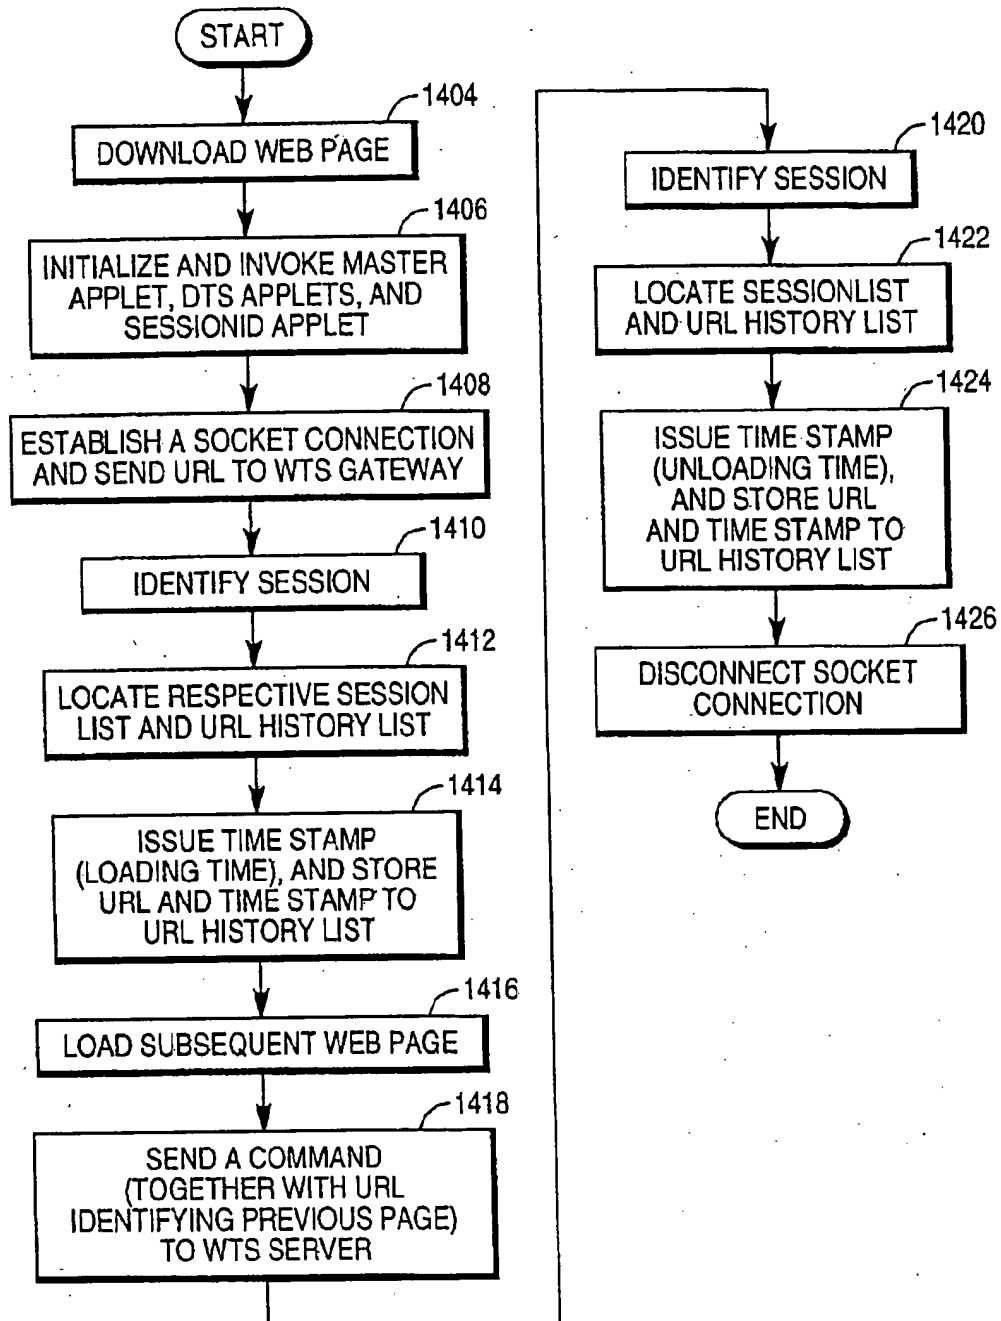 START
1404
DOWNLOAD WEB PAGE
1406
INITIALIZE AND INVOKE MASTER
APPLET, DTS APPLETS, AND
SESSIONID APPLET
1408
ESTABLISH A SOCKET CONNECTION
AND SEND URL TO WTS GATEWAY
1410
IDENTIFY SESSION
1412
LOCATE RESPECTIVE SESSION
LIST AND URL HISTORY LIST
1414
ISSUE TIME STAMP
(LOADING TIME), AND STORE
URL AND TIME STAMP TO
URL HISTORY LIST
1416
LOAD SUBSEQUENT WEB PAGE
1418
SEND A COMMAND
(TOGETHER WITH URL
IDENTIFYING PREVIOUS PAGE)
TO WTS SERVER
1420
IDENTIFY SESSION
1422
LOCATE SESSIONLIST
AND URL HISTORY LIST
1424
ISSUE TIME STAMP
(UNLOADING TIME),
AND STORE URL
AND TIME STAMP TO
URL HISTORY LIST
1426
DISCONNECT SOCKET
CONNECTION
END